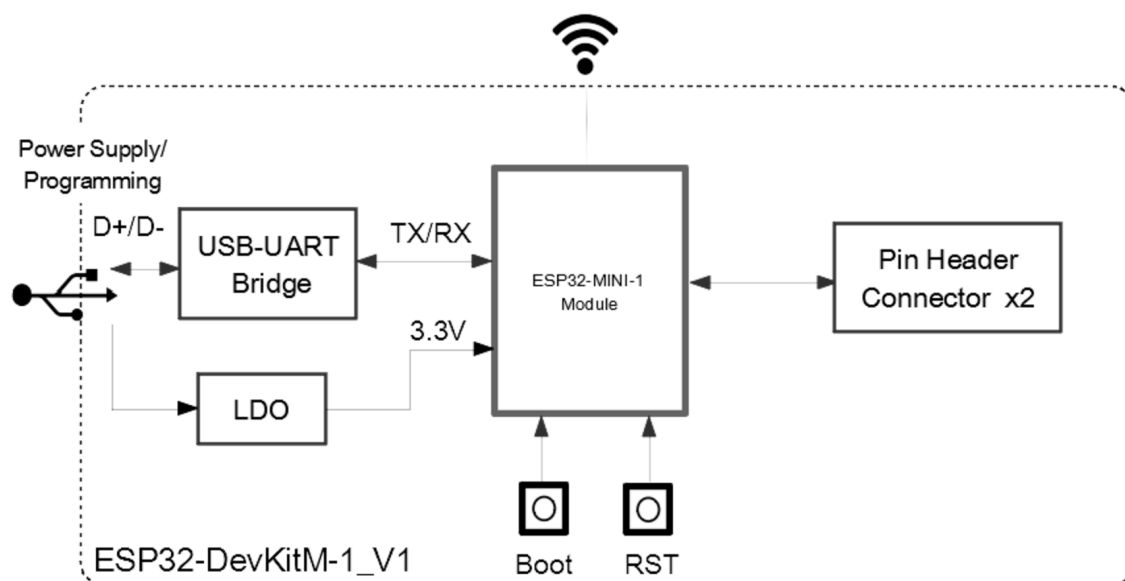 Power Supply/
Programming
D+/D-
USB-UART
Bridge
TX/RX
ESP32-MINI-1
Module
Pin Header
Connector x2
3.3V
LDO
Boot
RST
ESP32-DevKitM-1_V1